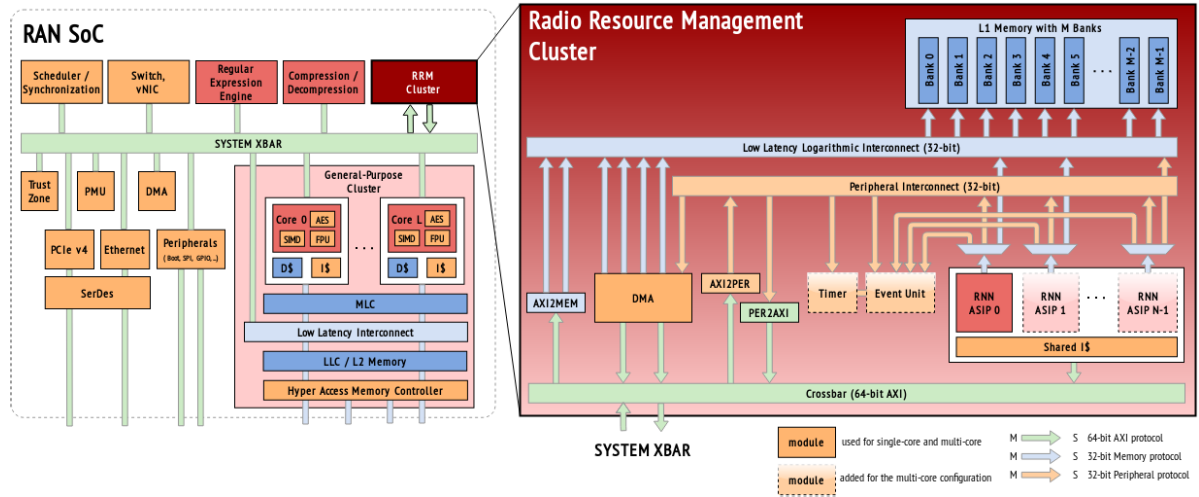 RAN SoC
Scheduler /
Synchronization
Switch,
vNIC
Regular
Expression
Engine
Compression /
Decompression
RRM
Cluster
SYSTEM XBAR
Trust
Zone
PMU
DMA
PCIe v4
Ethernet
Peripherals
( Boot, SPI, GPIO, ..)
SerDes
General-Purpose
Cluster
Core 0
AES
SIMD
FPU
D$
I$
...
Core L
AES
SIMD
FPU
D$
I$
MLC
Low Latency Interconnect
LLC / L2 Memory
Hyper Access Memory Controller
Radio Resource Management
Cluster
L1 Memory with M Banks
Bank 0
Bank 1
Bank 2
Bank 3
Bank 4
Bank 5
...
Bank M-2
Bank M-1
Low Latency Logarithmic Interconnect (32-bit)
Peripheral Interconnect (32-bit)
AXI2MEM
DMA
AXI2PER
PER2AXI
Timer
Event Unit
RNN
ASIP 0
RNN
ASIP 1
...
RNN
ASIP N-1
Shared I$
Crossbar (64-bit AXI)
SYSTEM XBAR
module
used for single-core and multi-core
module
added for the multi-core configuration
M S 64-bit AXI protocol
M S 32-bit Memory protocol
M S 32-bit Peripheral protocol